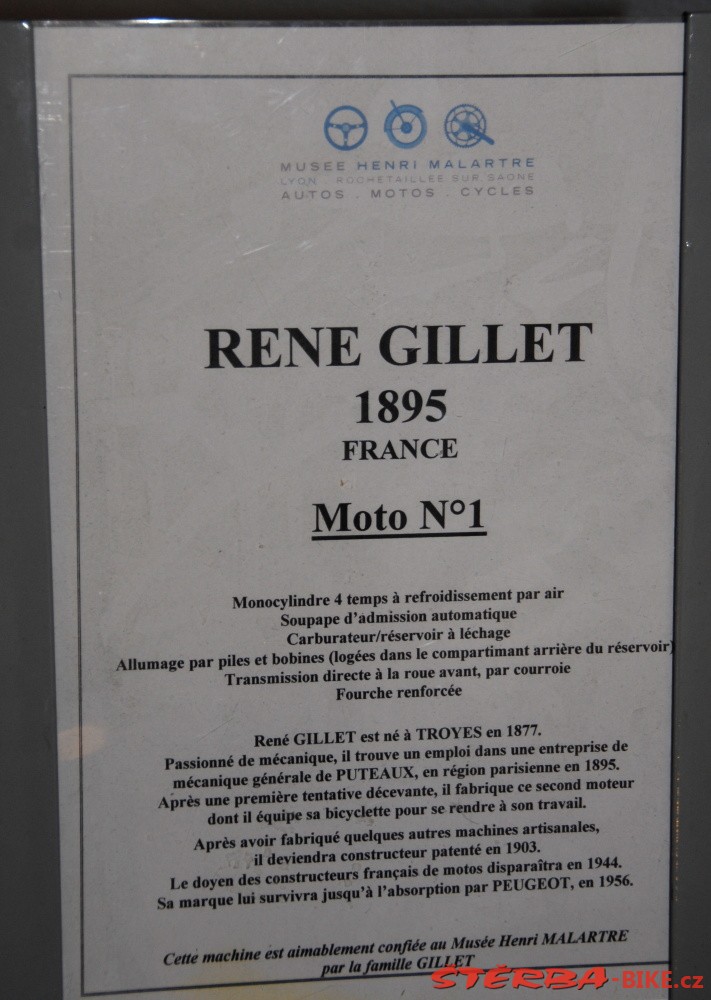 MUSEE HENRI MALARTRE
LYON . ROCHETAILLEE SUR SAONE
AUTOS . MOTOS . CYCLES
RENE GILLET
1895
FRANCE
Moto N°1
Monocylindre 4 temps à refroidissement par air
Soupape d'admission automatique
Carburateur/réservoir à léchage
Allumage par piles et bobines (logées dans le compartimant arrière du réservoir)
Transmission directe à la roue avant, par courroie
Fourche renforcée
René GILLET est né à TROYES en 1877.
Passionné de mécanique, il trouve un emploi dans une entreprise de
mécanique générale de PUTEAUX, en région parisienne en 1895.
Après une première tentative décevante, il fabrique ce second moteur
dont il équipe sa bicyclette pour se rendre à son travail.
Après avoir fabriqué quelques autres machines artisanales,
il deviendra constructeur patenté en 1903.
Le doyen des constructeurs français de motos disparaîtra en 1944.
Sa marque lui survivra jusqu'à l'absorption par PEUGEOT, en 1956.
Cette machine est aimablement confiée au Musée Henri MALARTRE
par la famille GILLET
ŠTĚRBA-BIKE.cz